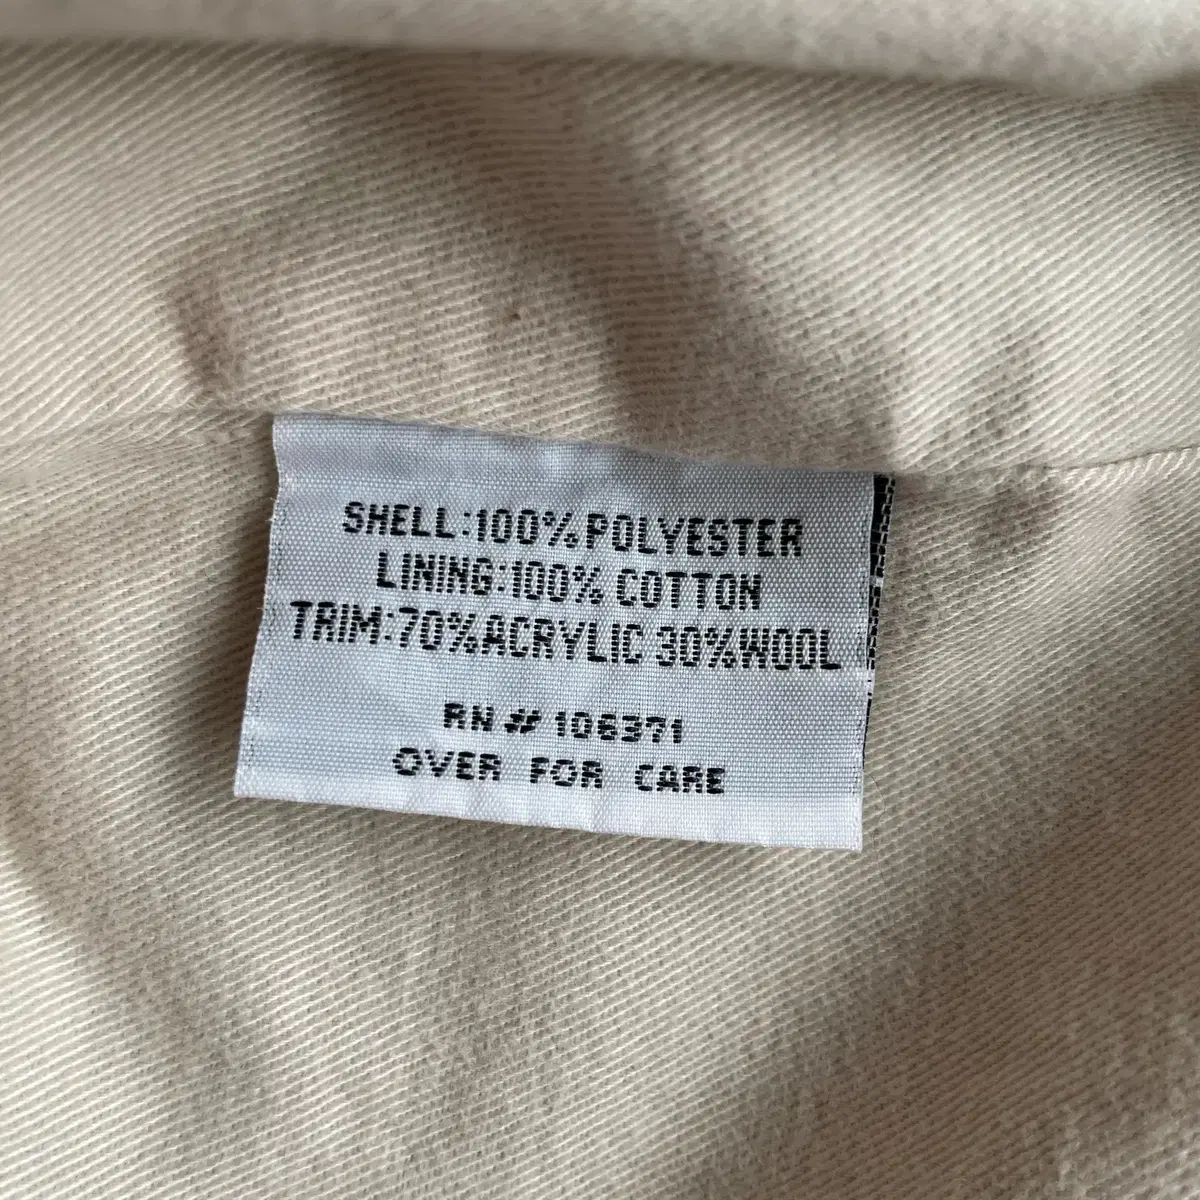 SHELL:100% POLYESTER
LINING:100% COTTON
TRIM:70%ACRYLIC 30%WOOL
RN # 106371
OVER FOR CARE